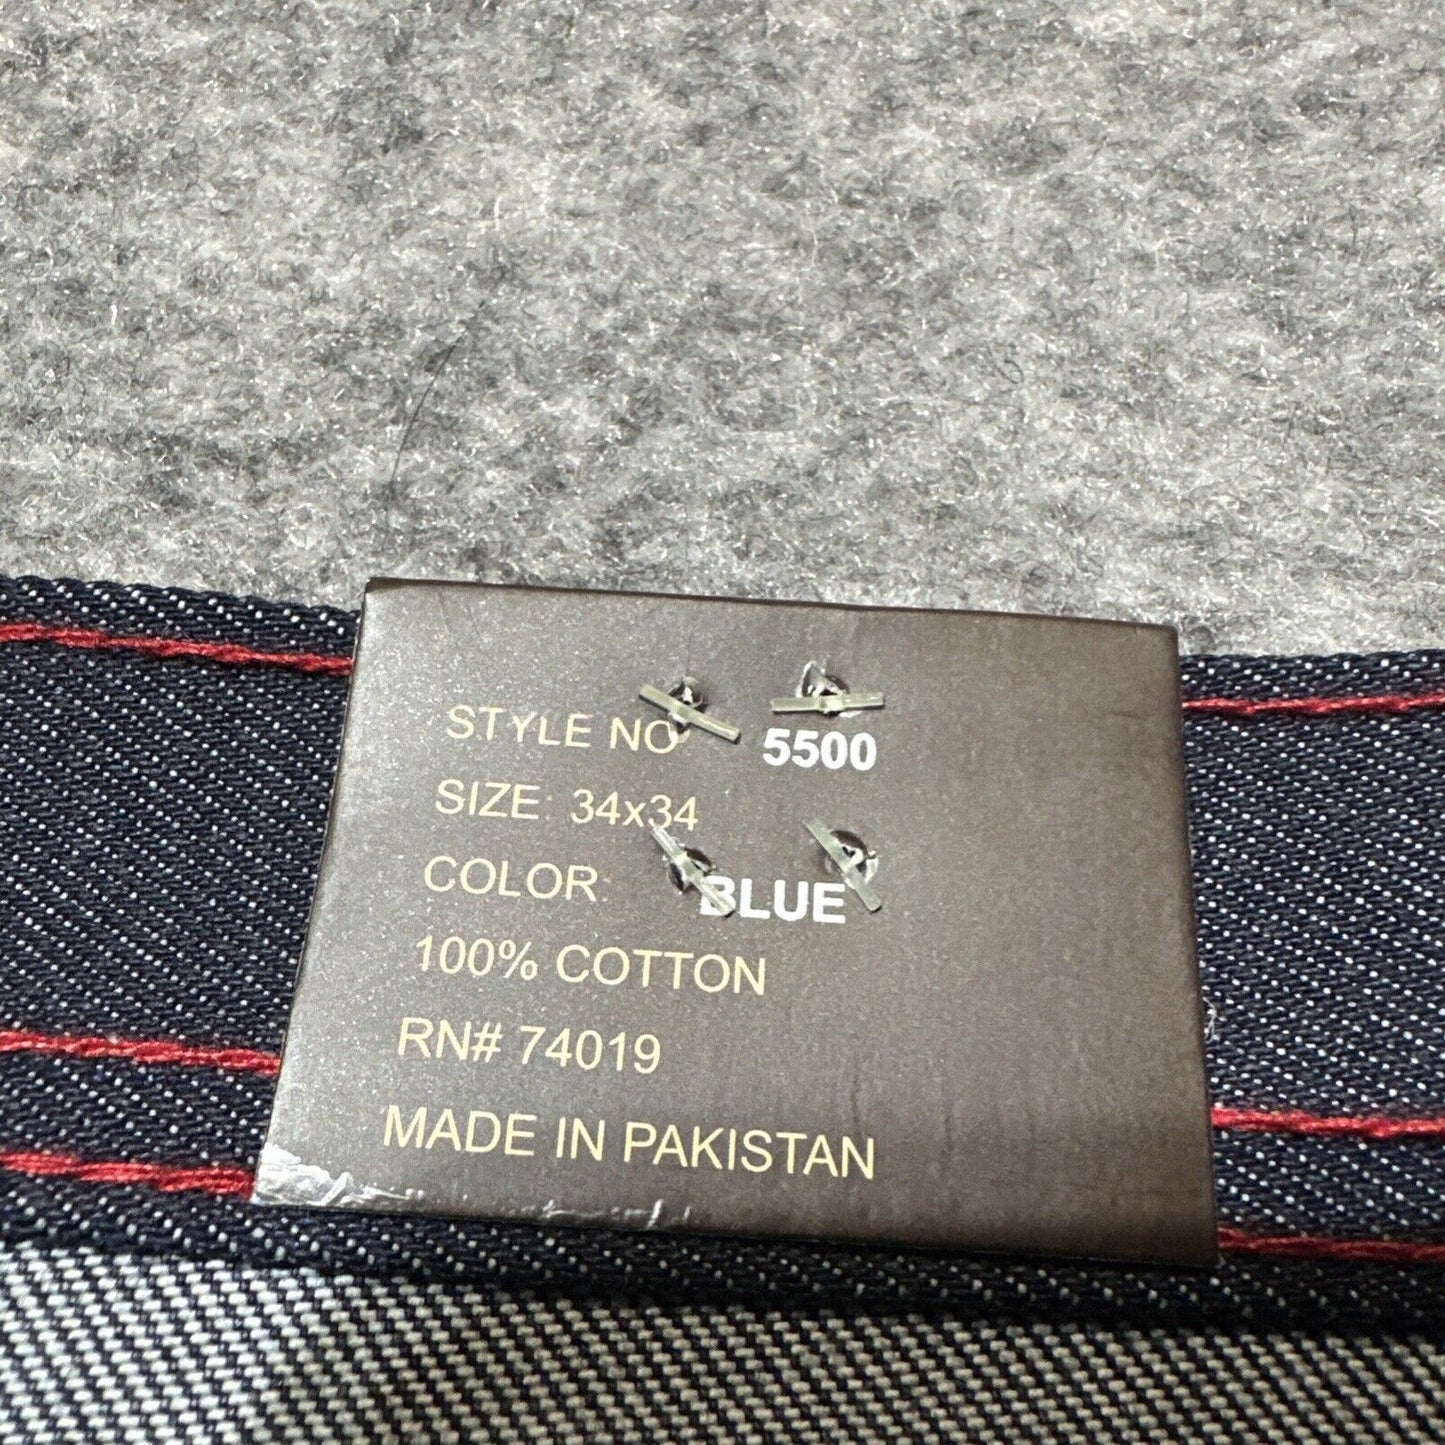 STYLE NO 5500
SIZE: 34x34
COLOR: BLUE
100% COTTON
RN# 74019
MADE IN PAKISTAN